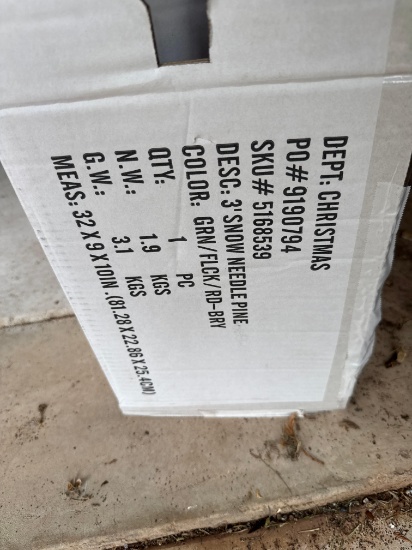 DEPT: CHRISTMAS
PO# 9190794
SKU# 5168539
DESC: 3' SNOW NEEDLE PINE
COLOR: GRN/FLCK/RD-BRY
QTY: 1 PC
N.W.: 1.9 KGS
G.W.: 3.1 KGS
MEAS: 32 X 9 X 10IN .(81.28 X 22.86 X 25.4CM)